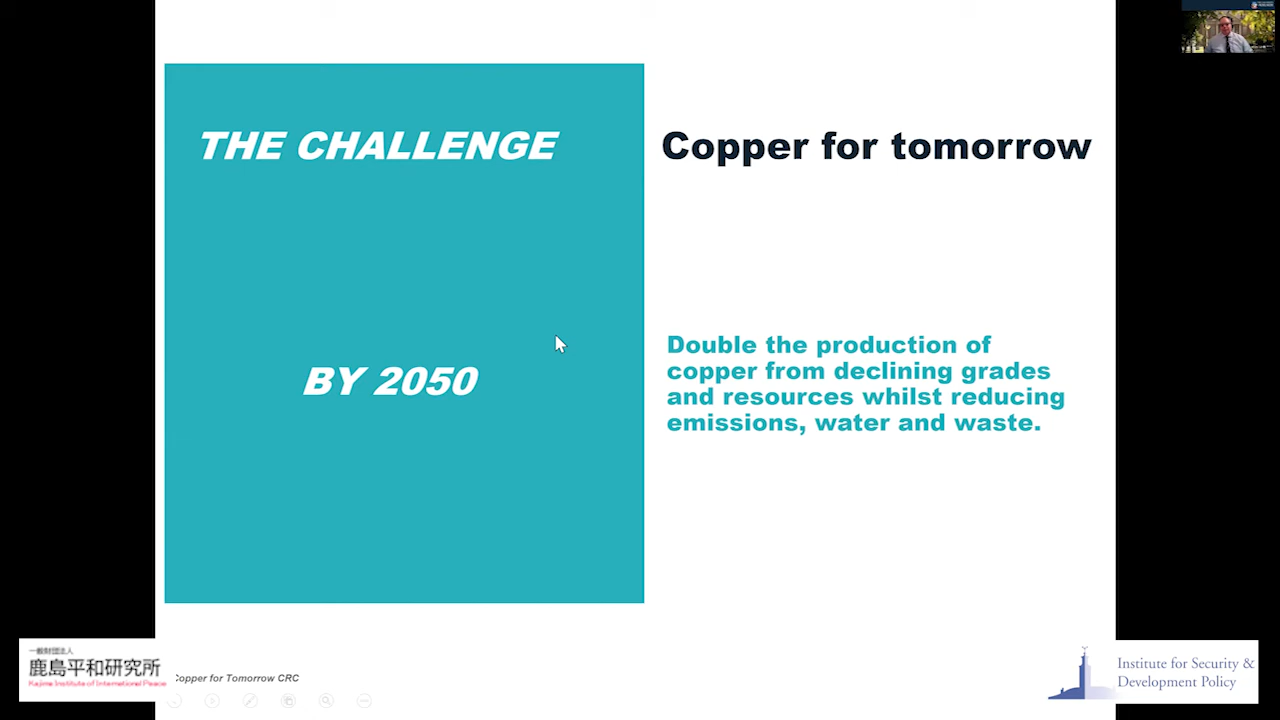 THE CHALLENGE
Copper for tomorrow
BY 2050
Double the production of
copper from declining grades
and resources whilst reducing
emissions, water and waste.
一般財団法人
鹿島平和研究所
Kajima Institute of International Peace
Copper for Tomorrow CRC
Institute for Security &
Development Policy